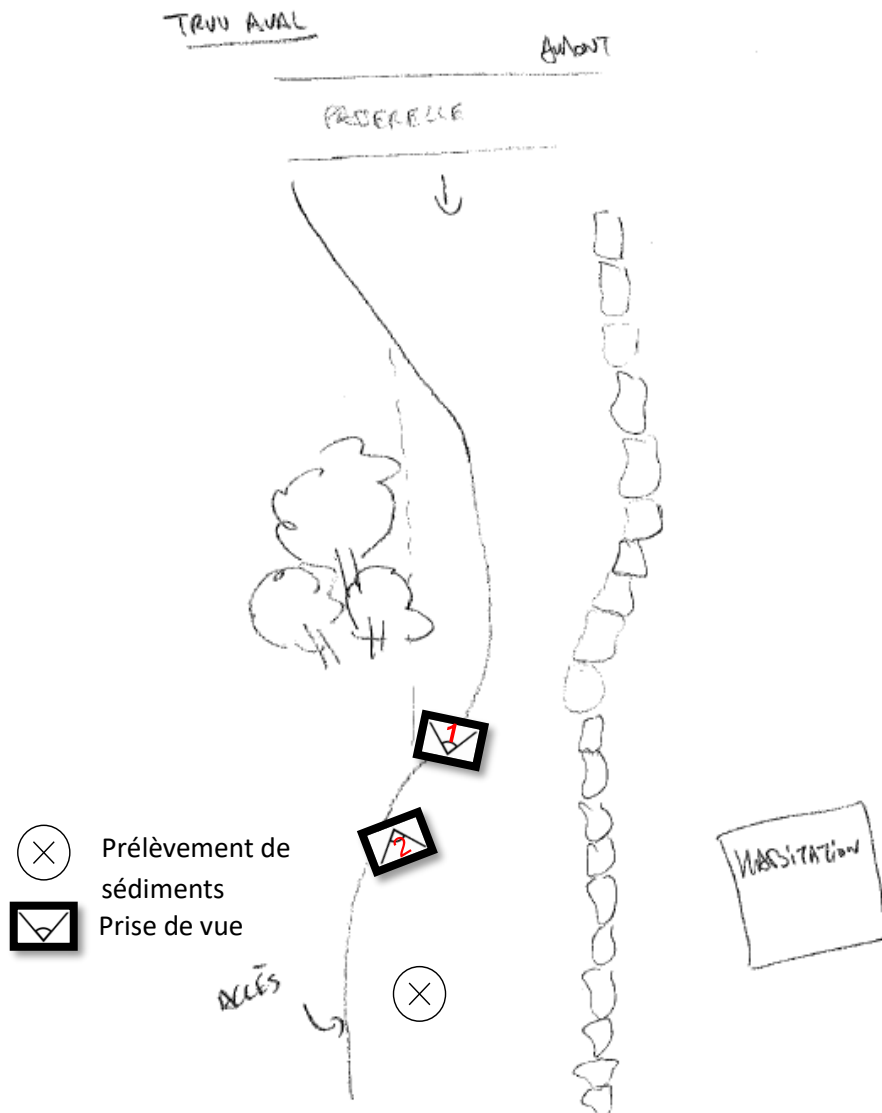 TRUU AVAL
AMONT
PASSERELLE
1
2
Prélèvement de
sédiments
Prise de vue
HABITATION
ACCÈS